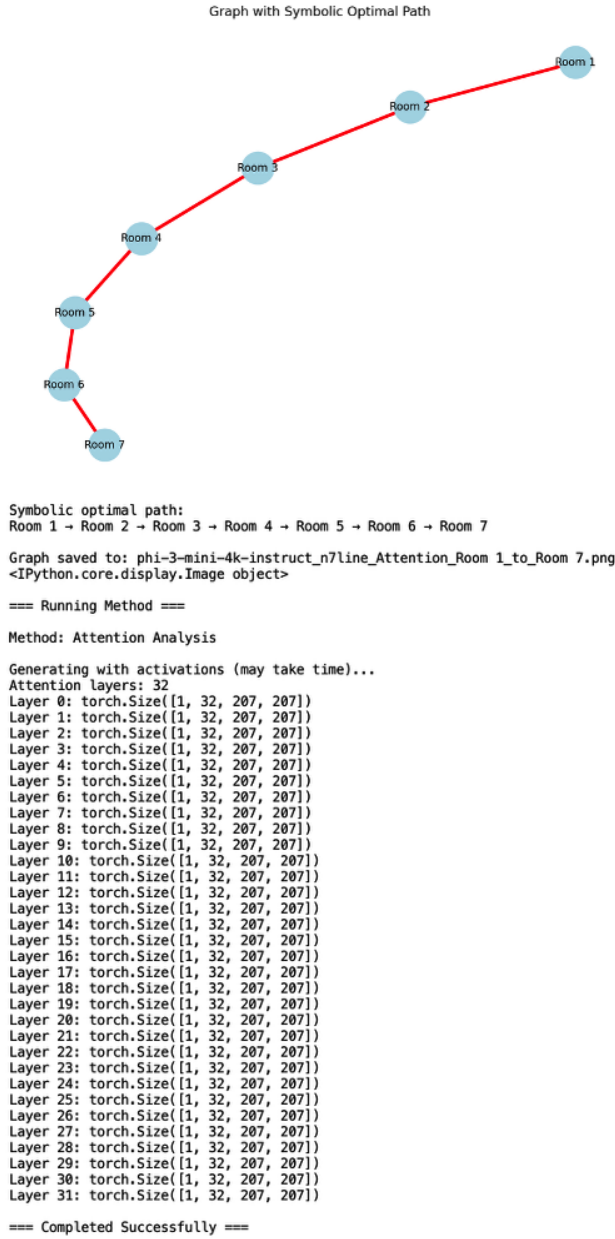 Graph with Symbolic Optimal Path
Room 1
Room 2
Room 3
Room 4
Room 5
Room 6
Room 7
Symbolic optimal path:
Room 1 → Room 2 → Room 3 → Room 4 → Room 5 → Room 6 → Room 7
Graph saved to: phi-3-mini-4k-instruct_n7line_Attention_Room 1_to_Room 7.png
<IPython.core.display.Image object>
=== Running Method ===
Method: Attention Analysis
Generating with activations (may take time)...
Attention layers: 32
Layer 0: torch.Size([1, 32, 207, 207])
Layer 1: torch.Size([1, 32, 207, 207])
Layer 2: torch.Size([1, 32, 207, 207])
Layer 3: torch.Size([1, 32, 207, 207])
Layer 4: torch.Size([1, 32, 207, 207])
Layer 5: torch.Size([1, 32, 207, 207])
Layer 6: torch.Size([1, 32, 207, 207])
Layer 7: torch.Size([1, 32, 207, 207])
Layer 8: torch.Size([1, 32, 207, 207])
Layer 9: torch.Size([1, 32, 207, 207])
Layer 10: torch.Size([1, 32, 207, 207])
Layer 11: torch.Size([1, 32, 207, 207])
Layer 12: torch.Size([1, 32, 207, 207])
Layer 13: torch.Size([1, 32, 207, 207])
Layer 14: torch.Size([1, 32, 207, 207])
Layer 15: torch.Size([1, 32, 207, 207])
Layer 16: torch.Size([1, 32, 207, 207])
Layer 17: torch.Size([1, 32, 207, 207])
Layer 18: torch.Size([1, 32, 207, 207])
Layer 19: torch.Size([1, 32, 207, 207])
Layer 20: torch.Size([1, 32, 207, 207])
Layer 21: torch.Size([1, 32, 207, 207])
Layer 22: torch.Size([1, 32, 207, 207])
Layer 23: torch.Size([1, 32, 207, 207])
Layer 24: torch.Size([1, 32, 207, 207])
Layer 25: torch.Size([1, 32, 207, 207])
Layer 26: torch.Size([1, 32, 207, 207])
Layer 27: torch.Size([1, 32, 207, 207])
Layer 28: torch.Size([1, 32, 207, 207])
Layer 29: torch.Size([1, 32, 207, 207])
Layer 30: torch.Size([1, 32, 207, 207])
Layer 31: torch.Size([1, 32, 207, 207])
=== Completed Successfully ===